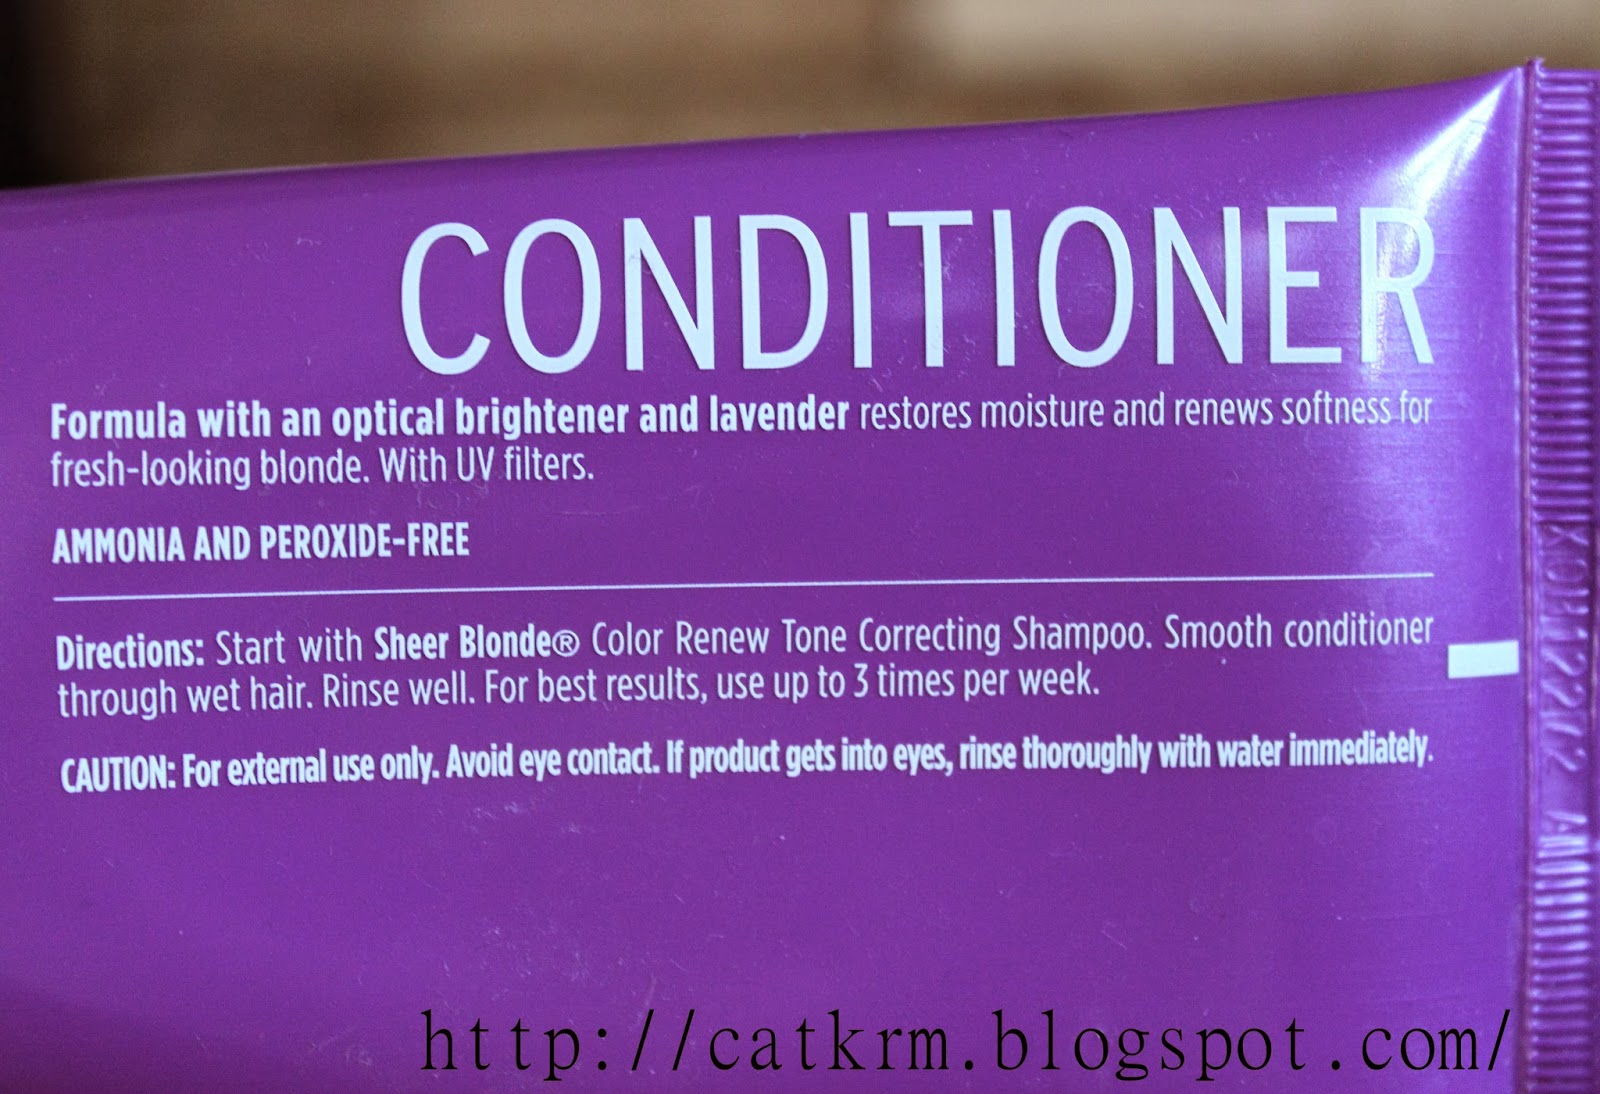 CONDITIONER
Formula with an optical brightener and lavender restores moisture and renews softness for
fresh-looking blonde. With UV filters.
AMMONIA AND PEROXIDE-FREE
Directions: Start with Sheer Blonde® Color Renew Tone Correcting Shampoo. Smooth conditioner
through wet hair. Rinse well. For best results, use up to 3 times per week.
CAUTION: For external use only. Avoid eye contact. If product gets into eyes, rinse thoroughly with water immediately.
http://catkrm.blogspot.com/